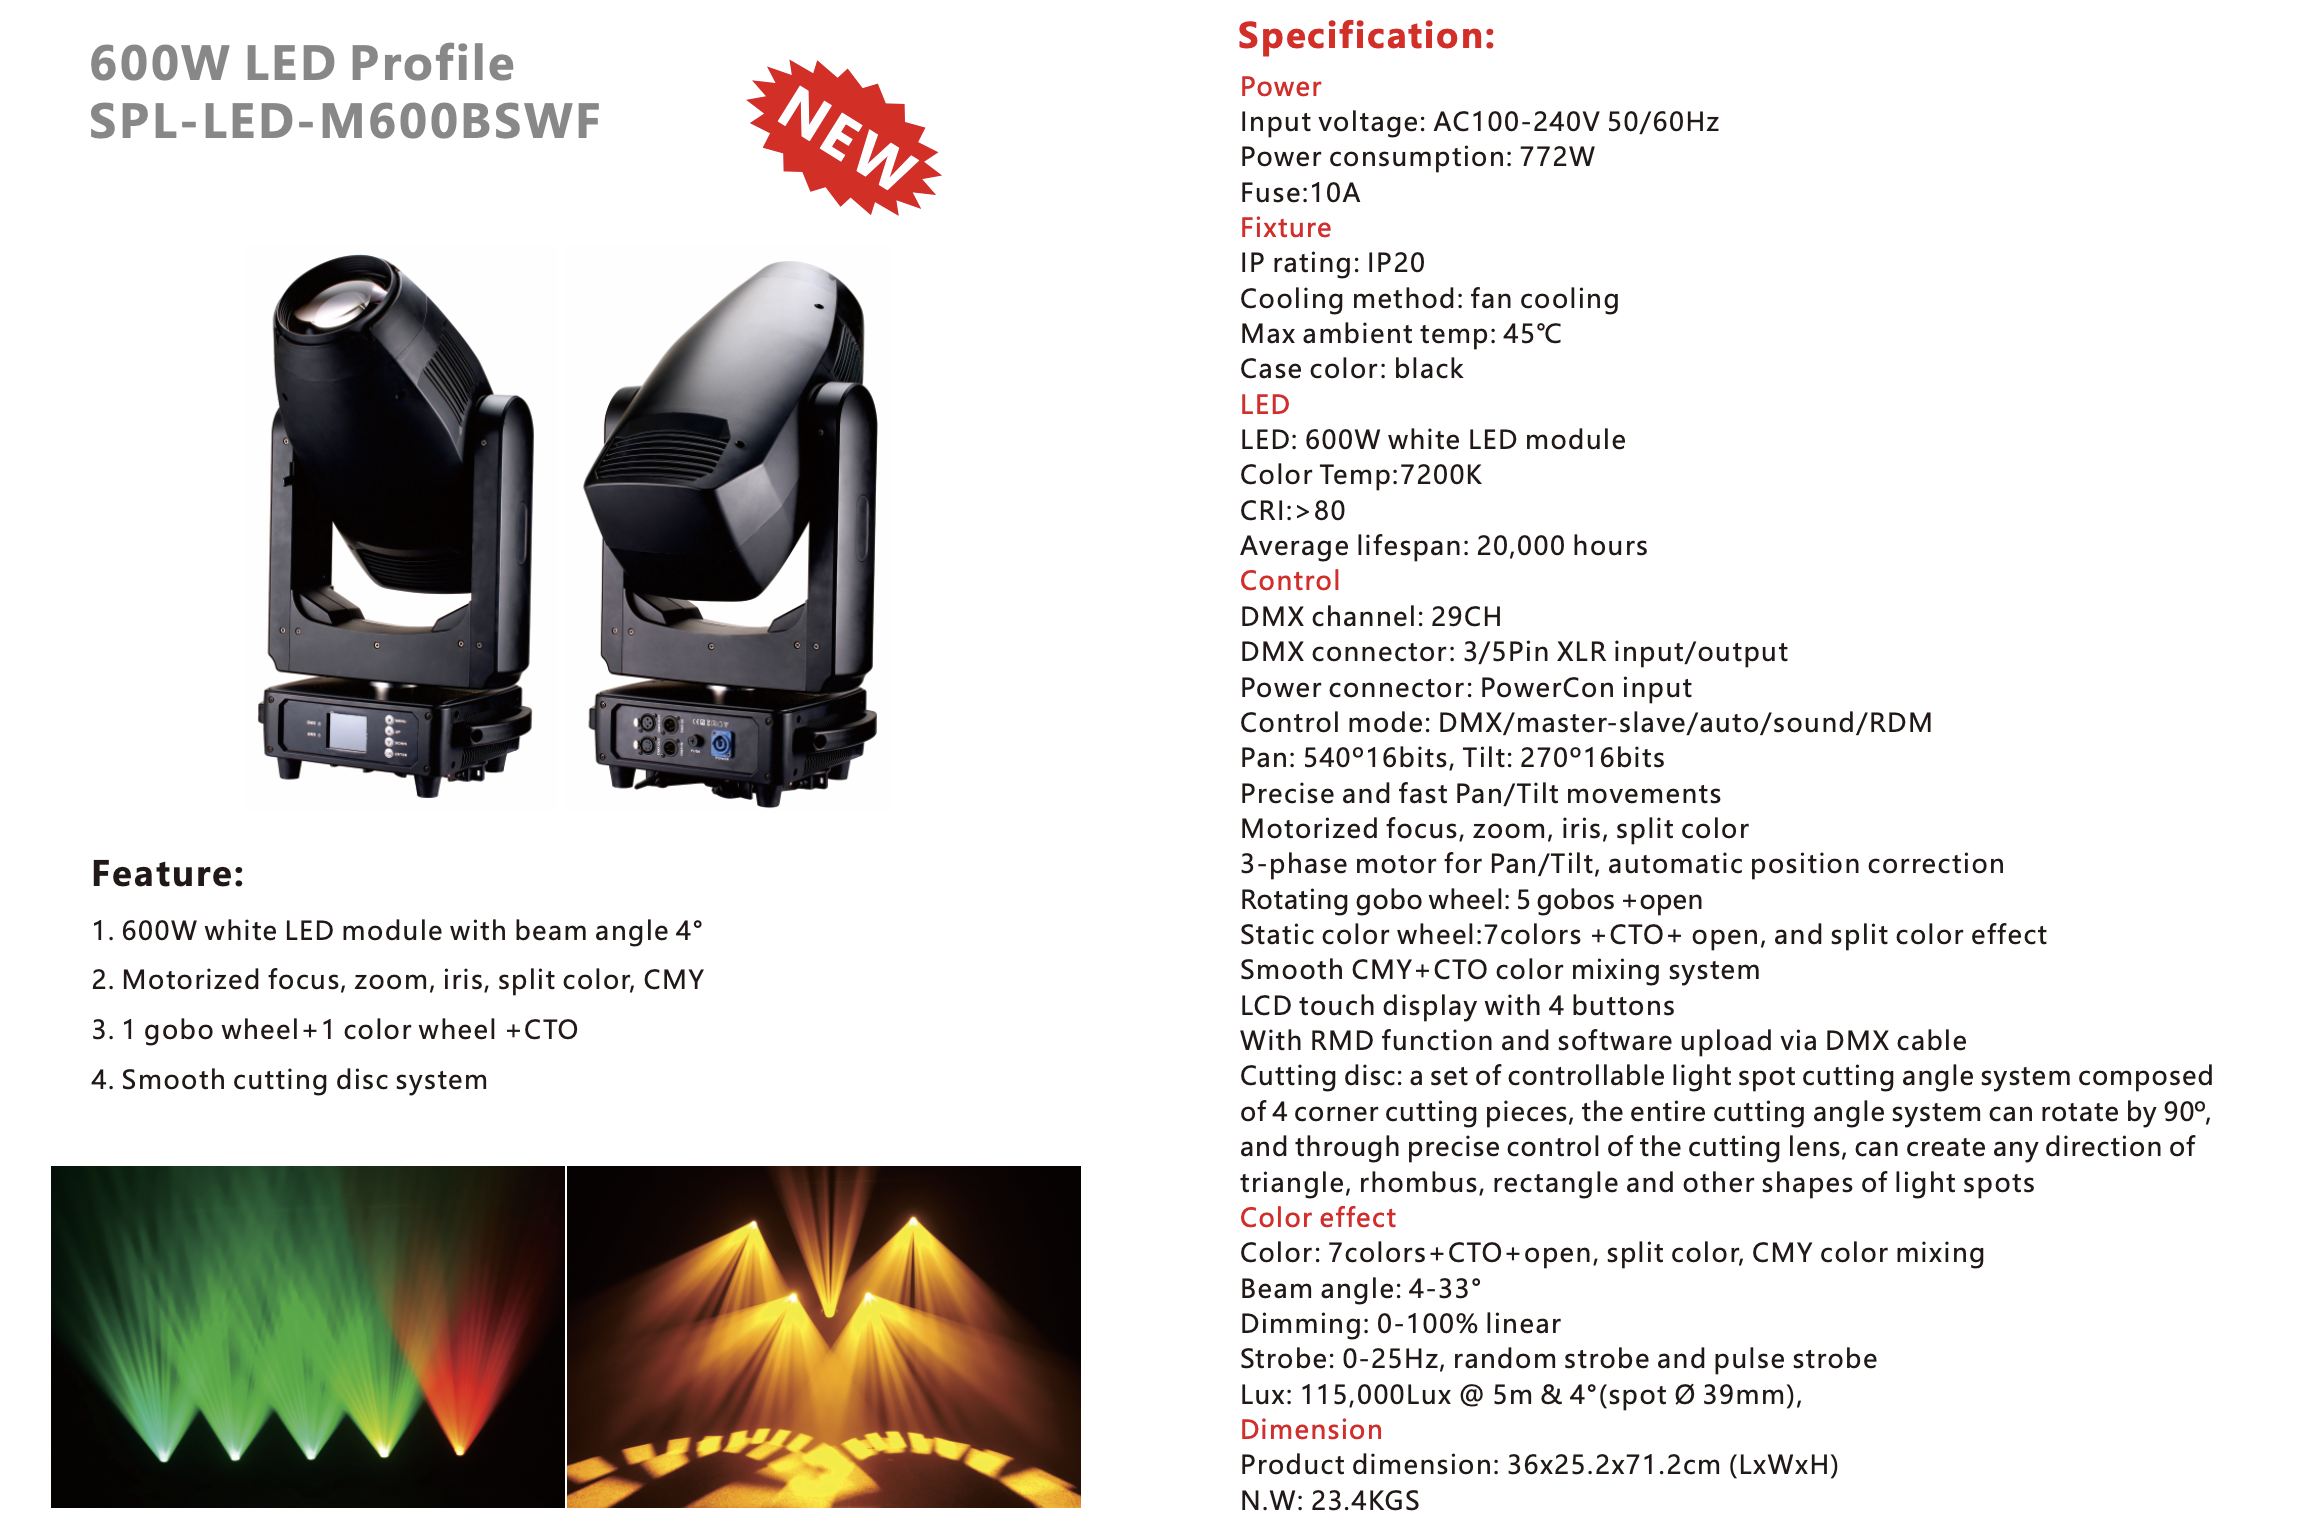 600W LED Profile
SPL-LED-M600BSWF
NEW
Feature:
1. 600W white LED module with beam angle 4°
2. Motorized focus, zoom, iris, split color, CMY
3. 1 gobo wheel+1 color wheel +CTO
4. Smooth cutting disc system
Specification:
Power
Input voltage: AC100-240V 50/60Hz
Power consumption: 772W
Fuse:10A
Fixture
IP rating: IP20
Cooling method: fan cooling
Max ambient temp: 45℃
Case color: black
LED
LED: 600W white LED module
Color Temp:7200K
CRI:>80
Average lifespan: 20,000 hours
Control
DMX channel: 29CH
DMX connector: 3/5Pin XLR input/output
Power connector: PowerCon input
Control mode: DMX/master-slave/auto/sound/RDM
Pan: 540º16bits, Tilt: 270º16bits
Precise and fast Pan/Tilt movements
Motorized focus, zoom, iris, split color
3-phase motor for Pan/Tilt, automatic position correction
Rotating gobo wheel: 5 gobos +open
Static color wheel:7colors +CTO+ open, and split color effect
Smooth CMY+CTO color mixing system
LCD touch display with 4 buttons
With RMD function and software upload via DMX cable
Cutting disc: a set of controllable light spot cutting angle system composed
of 4 corner cutting pieces, the entire cutting angle system can rotate by 90º,
and through precise control of the cutting lens, can create any direction of
triangle, rhombus, rectangle and other shapes of light spots
Color effect
Color: 7colors+CTO+open, split color, CMY color mixing
Beam angle: 4-33°
Dimming: 0-100% linear
Strobe: 0-25Hz, random strobe and pulse strobe
Lux: 115,000Lux @ 5m & 4°(spot Ø 39mm),
Dimension
Product dimension: 36x25.2x71.2cm (LxWxH)
N.W: 23.4KGS